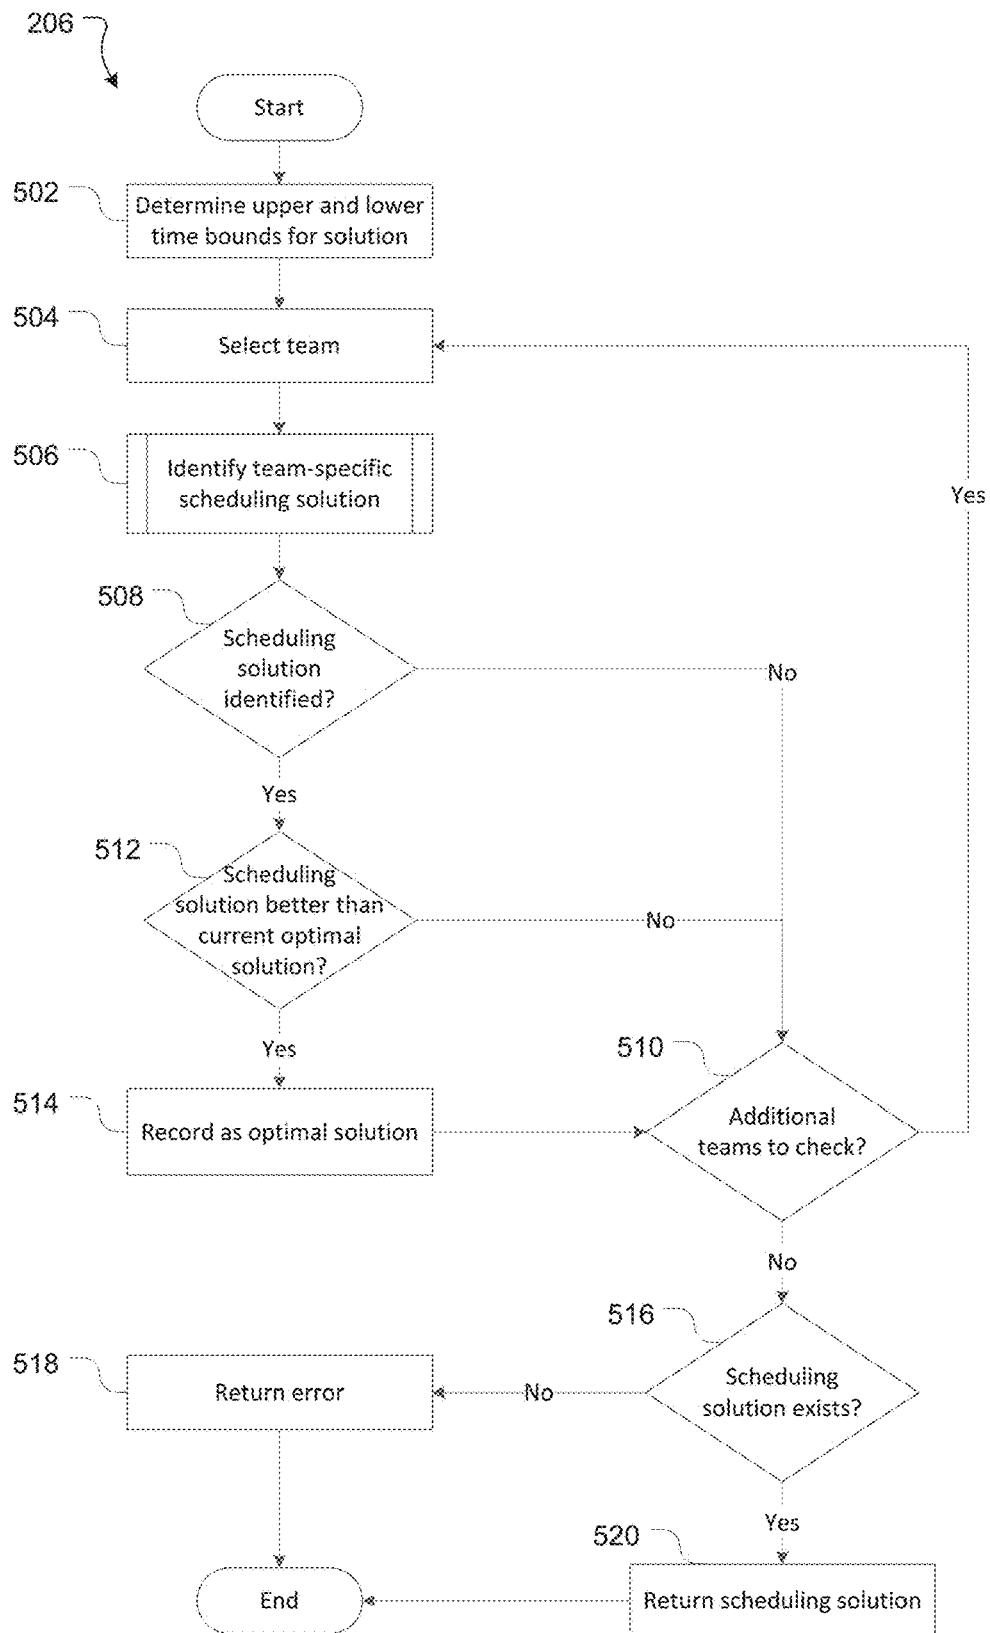 206
Start
502
Determine upper and lower
time bounds for solution
504
Select team
506
Identify team-specific
scheduling solution
Yes
508
Scheduling
solution
identified?
No
Yes
512
Scheduling
solution better than
current optimal
solution?
No
Yes
510
Additional
teams to check?
514
Record as optimal solution
No
516
Scheduling
solution exists?
518
Return error
No
Yes
520
Return scheduling solution
End